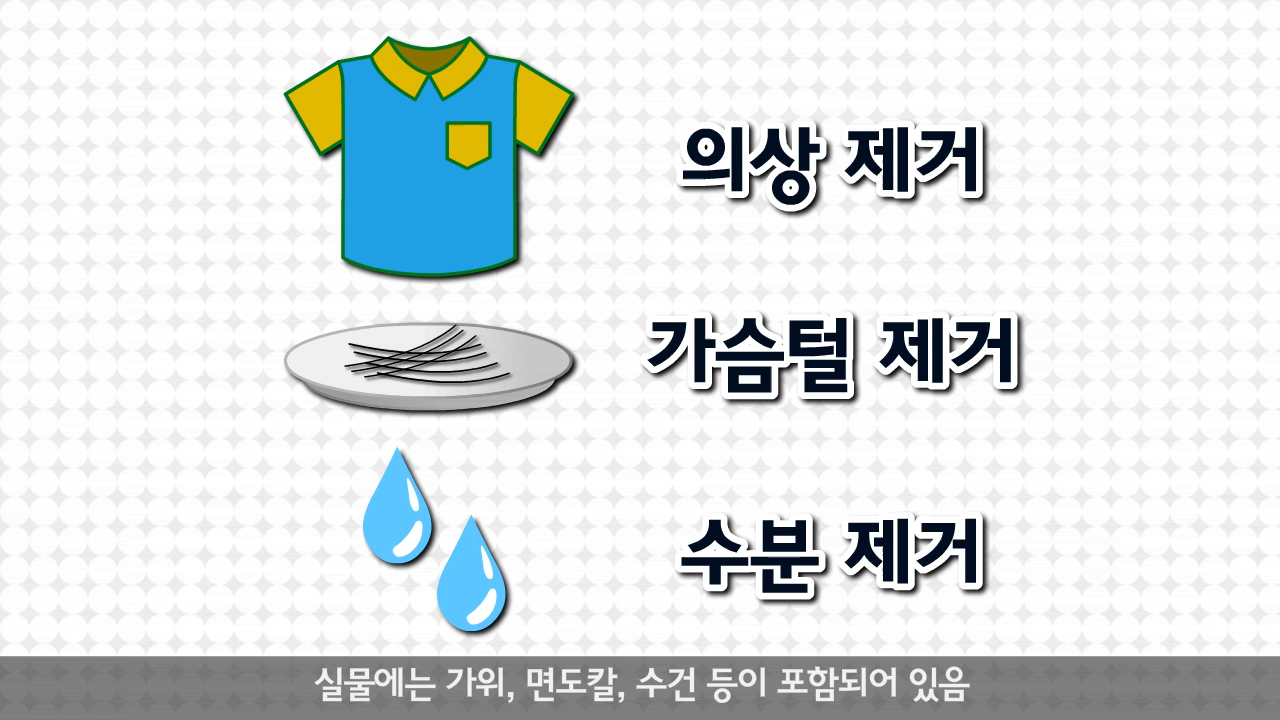 의상 제거
가슴털 제거
수분 제거
실물에는 가위, 면도칼, 수건 등이 포함되어 있음